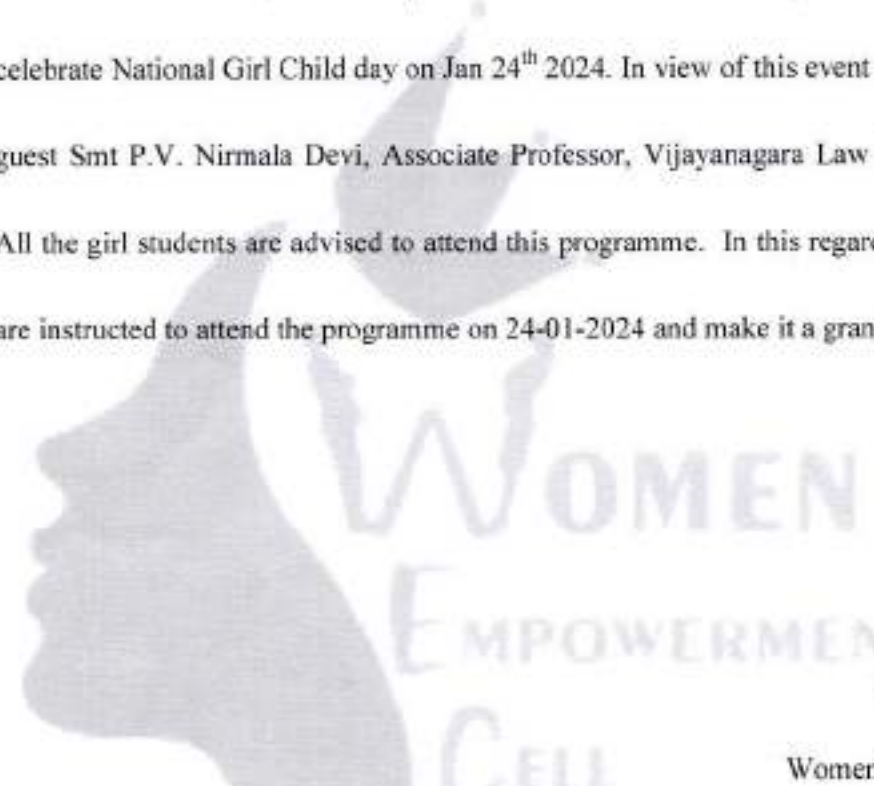 celebrate National Girl Child day on Jan 24th 2024. In view of this event
guest Smt P.V. Nirmala Devi, Associate Professor, Vijayanagara Law
All the girl students are advised to attend this programme. In this regard
are instructed to attend the programme on 24-01-2024 and make it a gran
WOMEN
EMPOWERMEN
CELL
Women